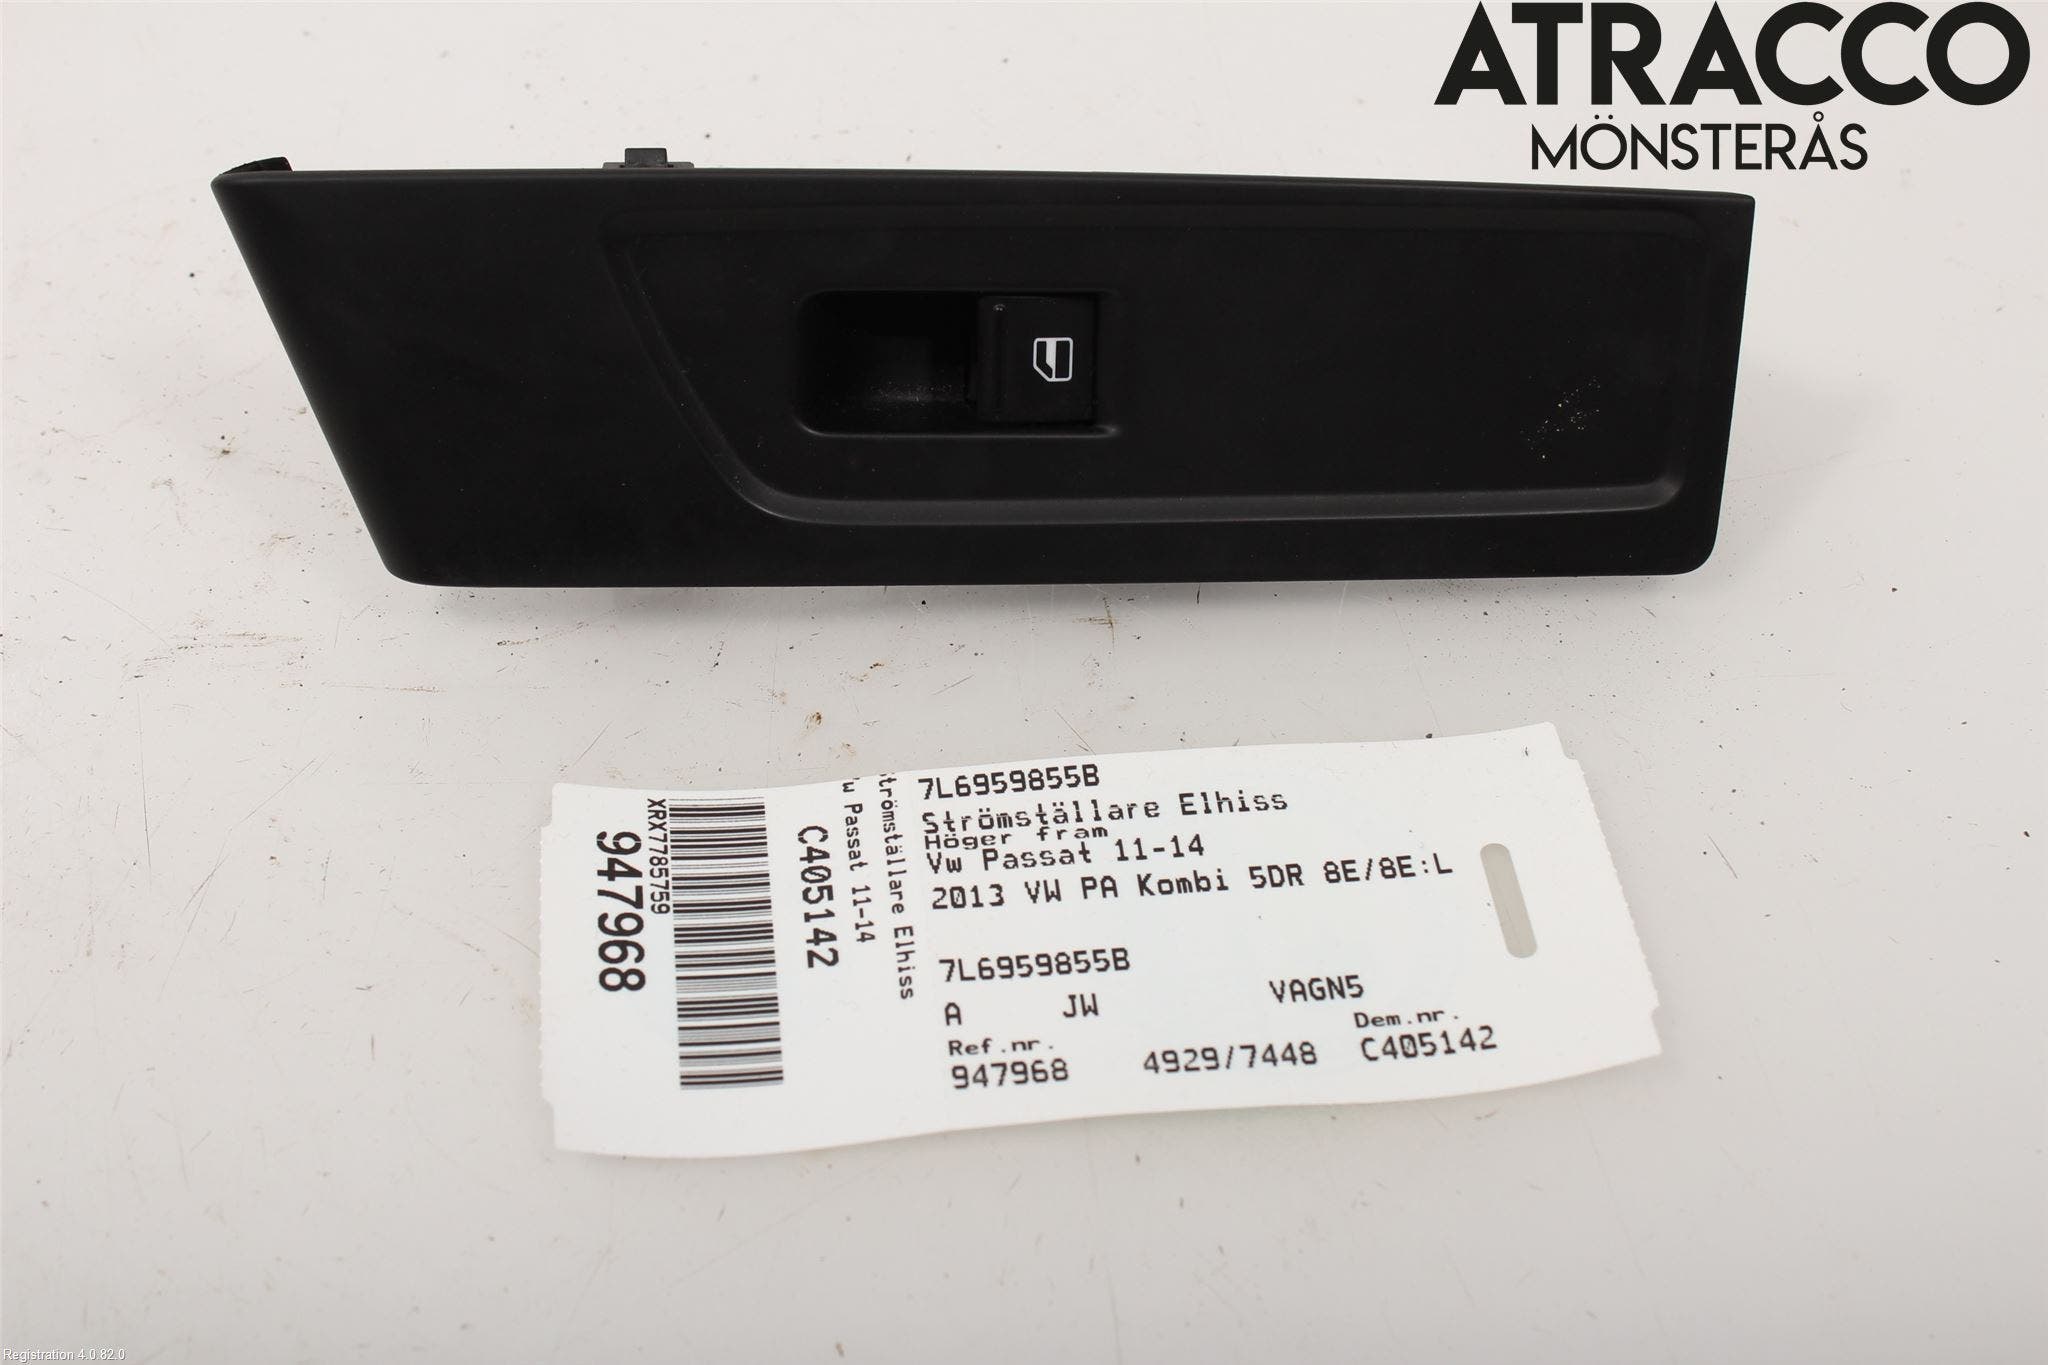 ATRACCO
MÖNSTERÅS
7L6959855B
Strömställare Elhiss
Höger fram
Vw Passat 11-14
2013 VW PA Kombi 5DR 8E/8E:L
7L6959855B
A JW VAGN5
Ref.nr. Dem.nr.
947968 4929/7448 C405142
trömställare Elhiss
w Passat 11-14
C405142
XRX7785759
947968
Registration 4.0.82.0